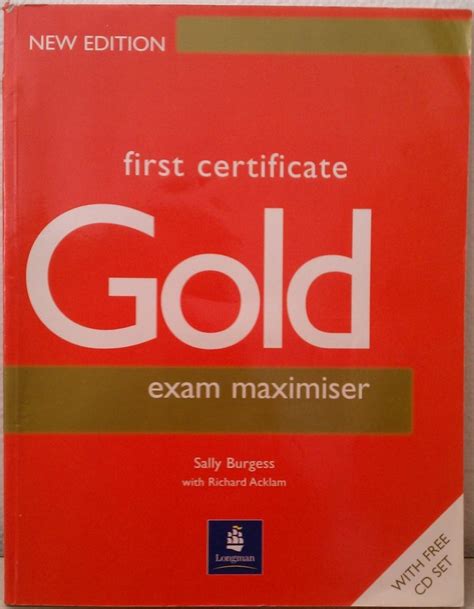 NEW EDITION
first certificate
Gold
exam maximiser
Sally Burgess
with Richard Acklam
Longman
WITH FREE
CD SET